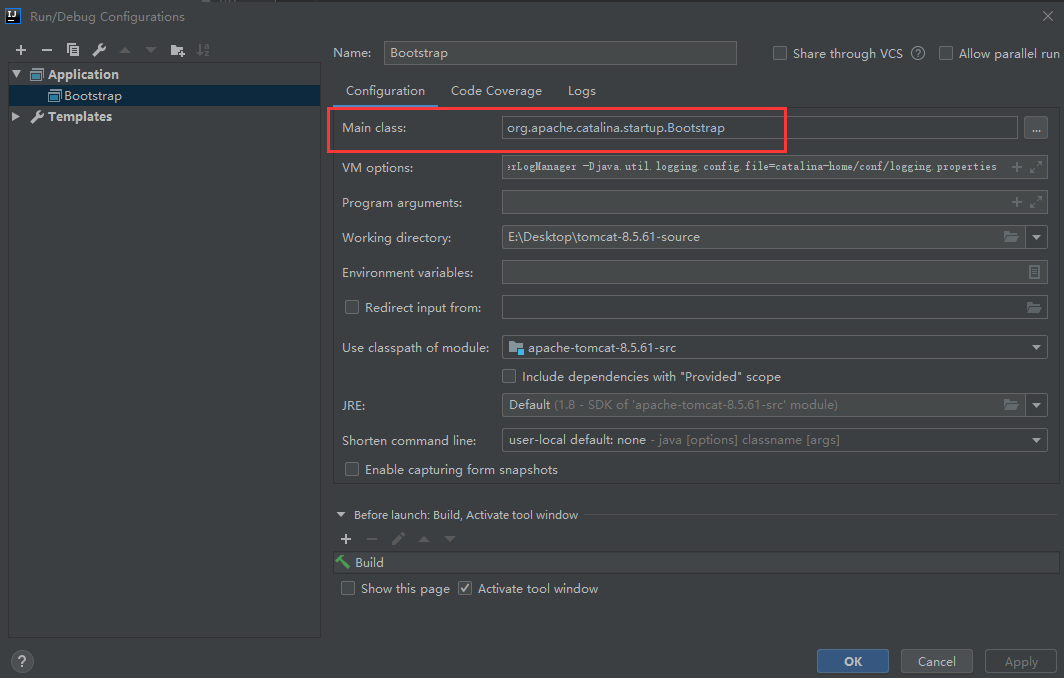 Run/Debug Configurations
Application
Bootstrap
Templates
Name: Bootstrap
Share through VCS ? Allow parallel run
Configuration Code Coverage Logs
Main class: org.apache.catalina.startup.Bootstrap ...
VM options: erLogManager -Djava.util.logging.config.file=catalina-home/conf/logging.properties
Program arguments:
Working directory: E:\Desktop\tomcat-8.5.61-source
Environment variables:
Redirect input from:
Use classpath of module: apache-tomcat-8.5.61-src
Include dependencies with "Provided" scope
JRE: Default (1.8 - SDK of 'apache-tomcat-8.5.61-src' module)
Shorten command line: user-local default: none - java [options] classname [args]
Enable capturing form snapshots
Before launch: Build, Activate tool window
Build
Show this page Activate tool window
? OK Cancel Apply